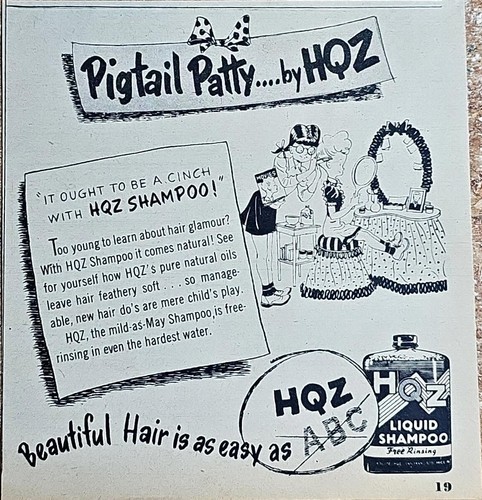 Pigtail Patty....by HQZ
"IT OUGHT TO BE A CINCH
WITH HQZ SHAMPOO!"
Too young to learn about hair glamour?
With HQZ Shampoo it comes natural! See
for yourself how HQZ's pure natural oils
leave hair feathery soft . . . so manage-
able, new hair do's are mere child's play.
HQZ, the mild-as-May Shampoo, is free-
rinsing in even the hardest water.
Beautiful Hair is as easy as
HQZ
ABC
HQZ
LIQUID
SHAMPOO
Free Rinsing
19